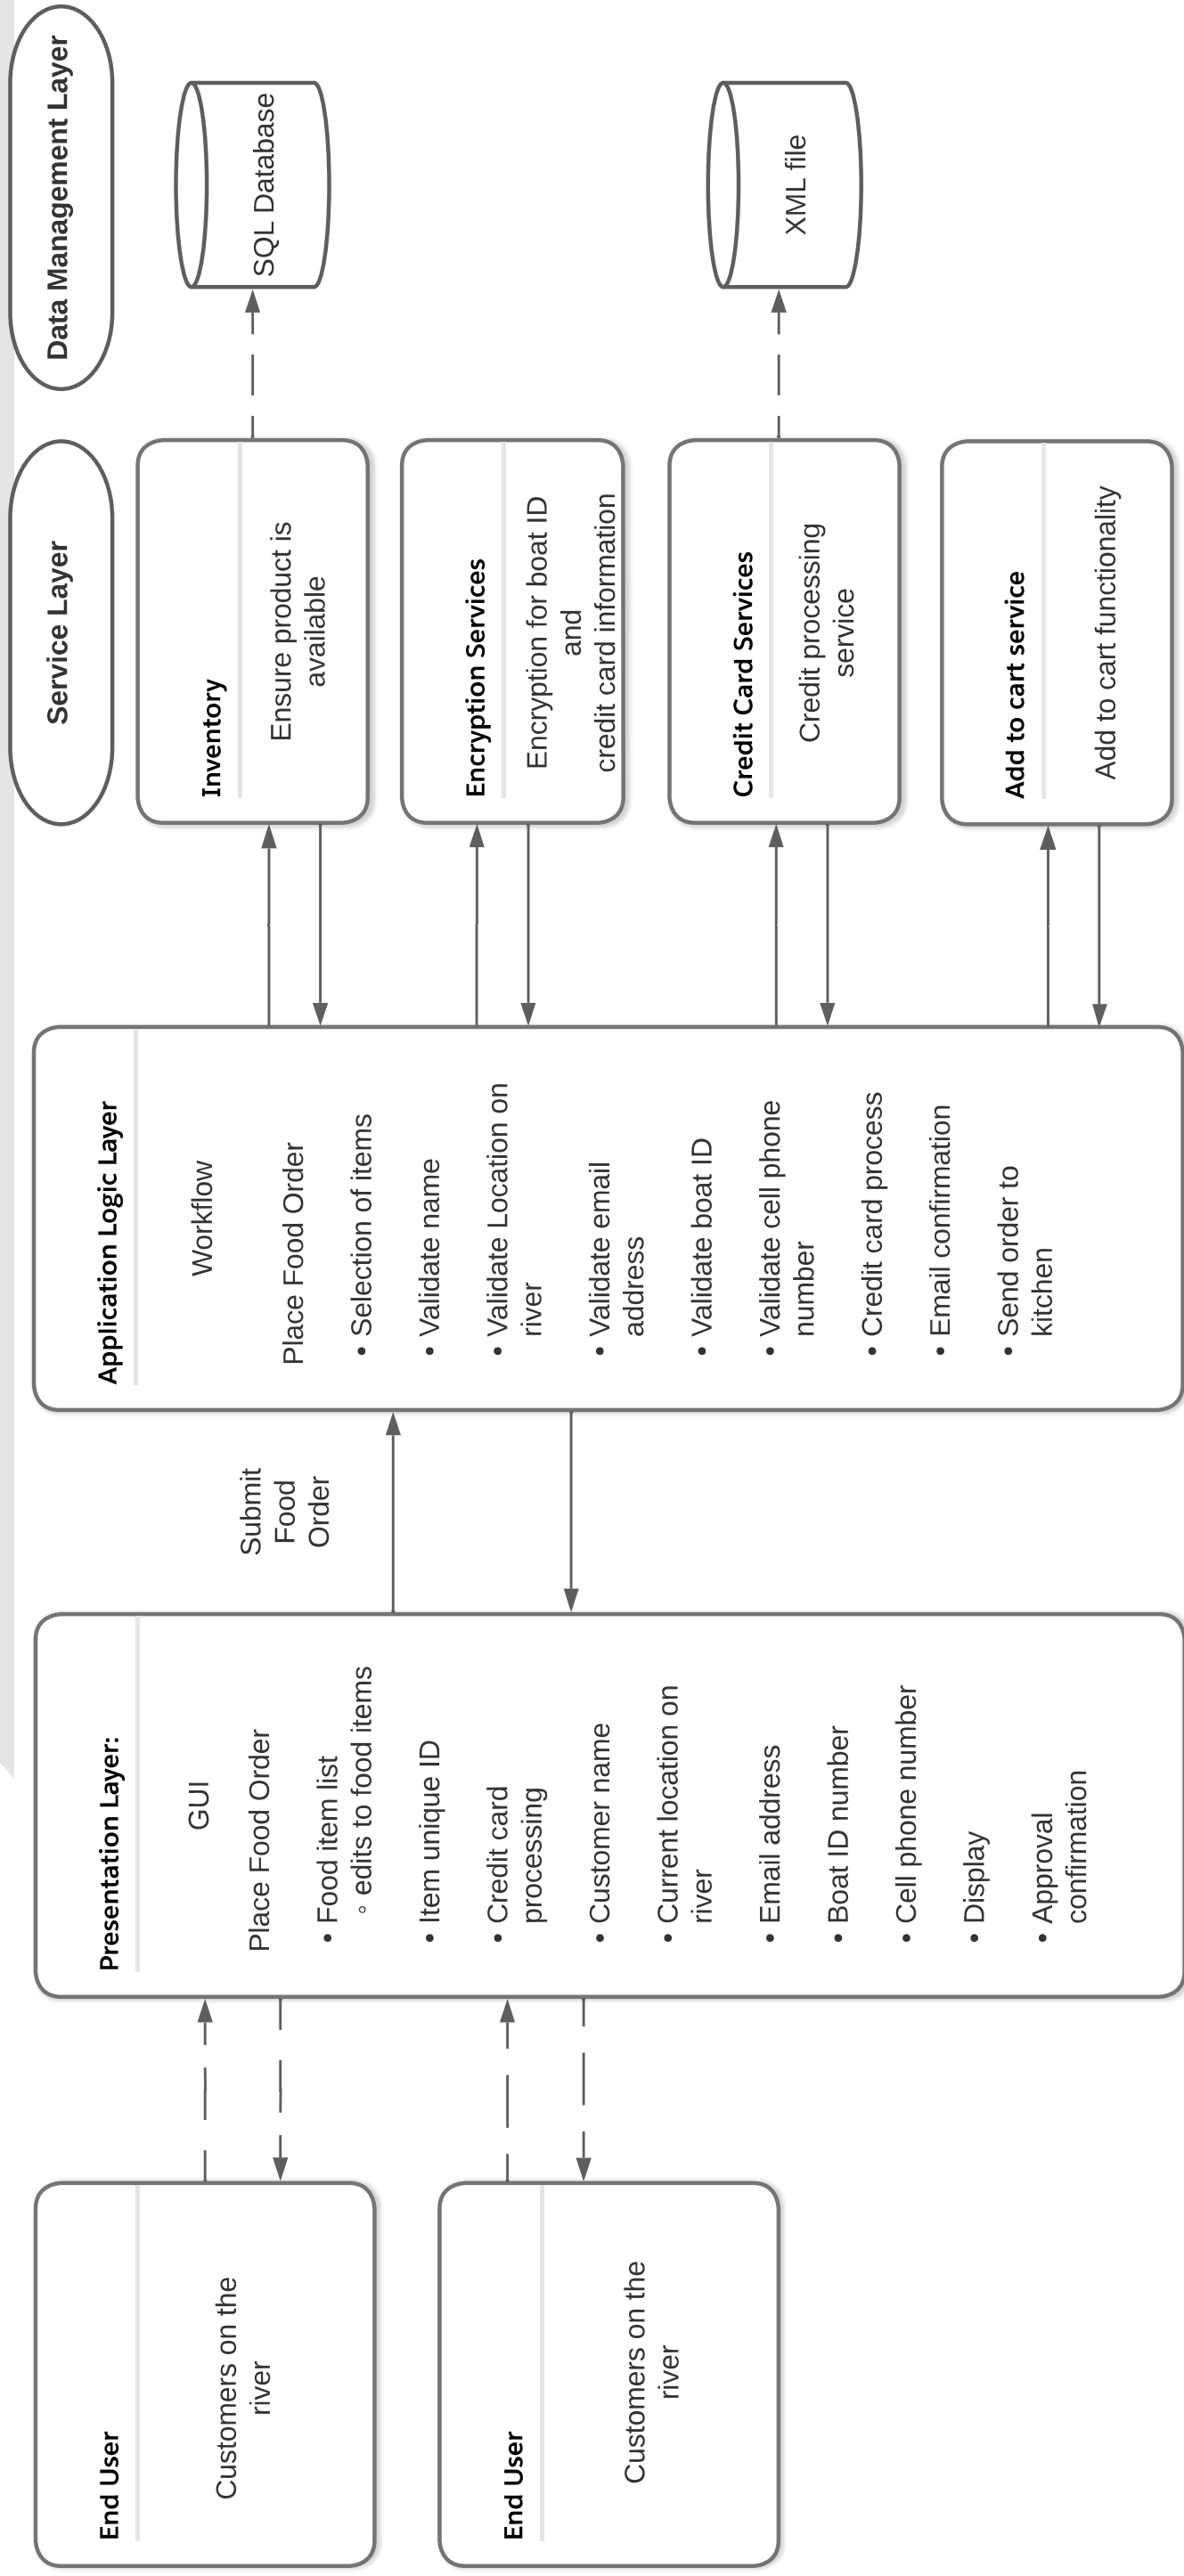 End User
Customers on the
river
End User
Customers on the
river
Presentation Layer:
GUI
Place Food Order
• Food item list
◦ edits to food items
• Item unique ID
• Credit card
processing
• Customer name
• Current location on
river
• Email address
• Boat ID number
• Cell phone number
• Display
• Approval
confirmation
Submit
Food
Order
Application Logic Layer
Workflow
Place Food Order
• Selection of items
• Validate name
• Validate Location on
river
• Validate email
address
• Validate boat ID
• Validate cell phone
number
• Credit card process
• Email confirmation
• Send order to
kitchen
Service Layer
Inventory
Ensure product is
available
Encryption Services
Encryption for boat ID
and
credit card information
Credit Card Services
Credit processing
service
Add to cart service
Add to cart functionality
Data Management Layer
SQL Database
XML file